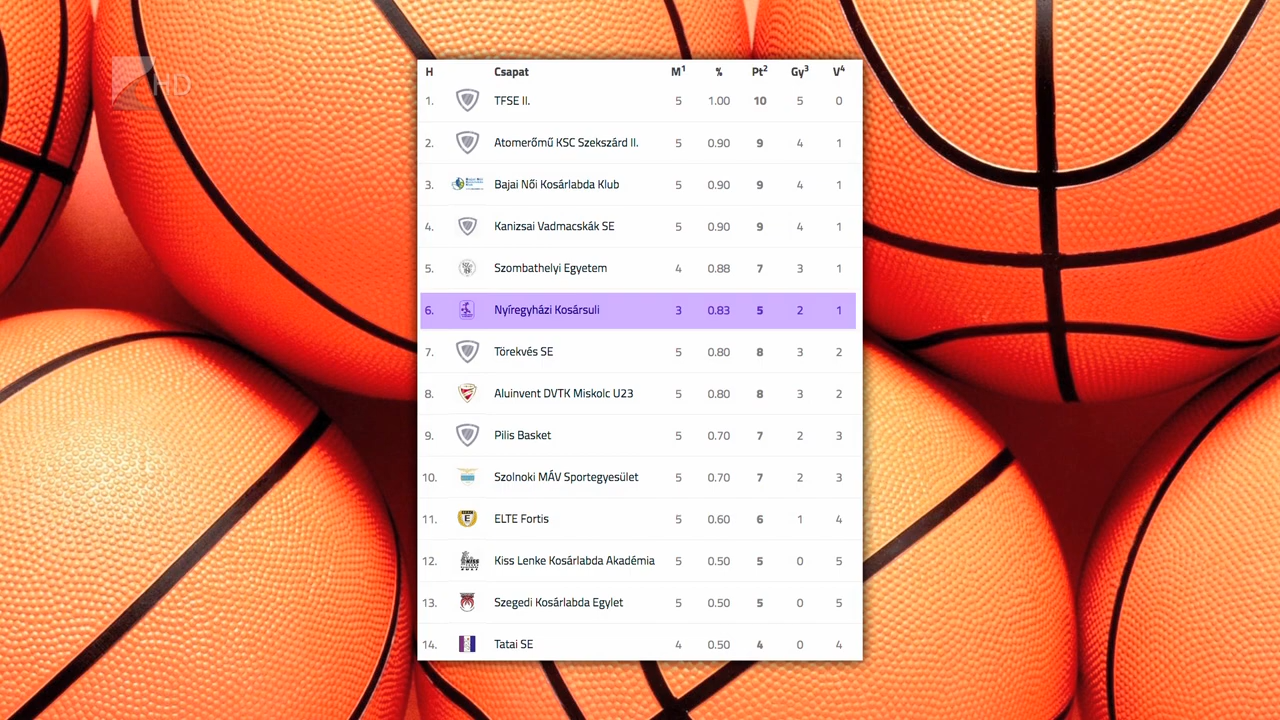 HD
H Csapat M¹ % Pt² Gy³ V⁴
1. TFSE II. 5 1.00 10 5 0
2. Atomerőmű KSC Szekszárd II. 5 0.90 9 4 1
3. Bajai Női Kosárlabda Klub 5 0.90 9 4 1
4. Kanizsai Vadmacskák SE 5 0.90 9 4 1
5. Szombathelyi Egyetem 4 0.88 7 3 1
6. Nyíregyházi Kosársuli 3 0.83 5 2 1
7. Törekvés SE 5 0.80 8 3 2
8. Aluinvent DVTK Miskolc U23 5 0.80 8 3 2
9. Pilis Basket 5 0.70 7 2 3
10. Szolnoki MÁV Sportegyesület 5 0.70 7 2 3
11. E ELTE Fortis 5 0.60 6 1 4
12. Kiss Lenke Kosárlabda Akadémia 5 0.50 5 0 5
13. Szegedi Kosárlabda Egylet 5 0.50 5 0 5
14. Tatai SE 4 0.50 4 0 4